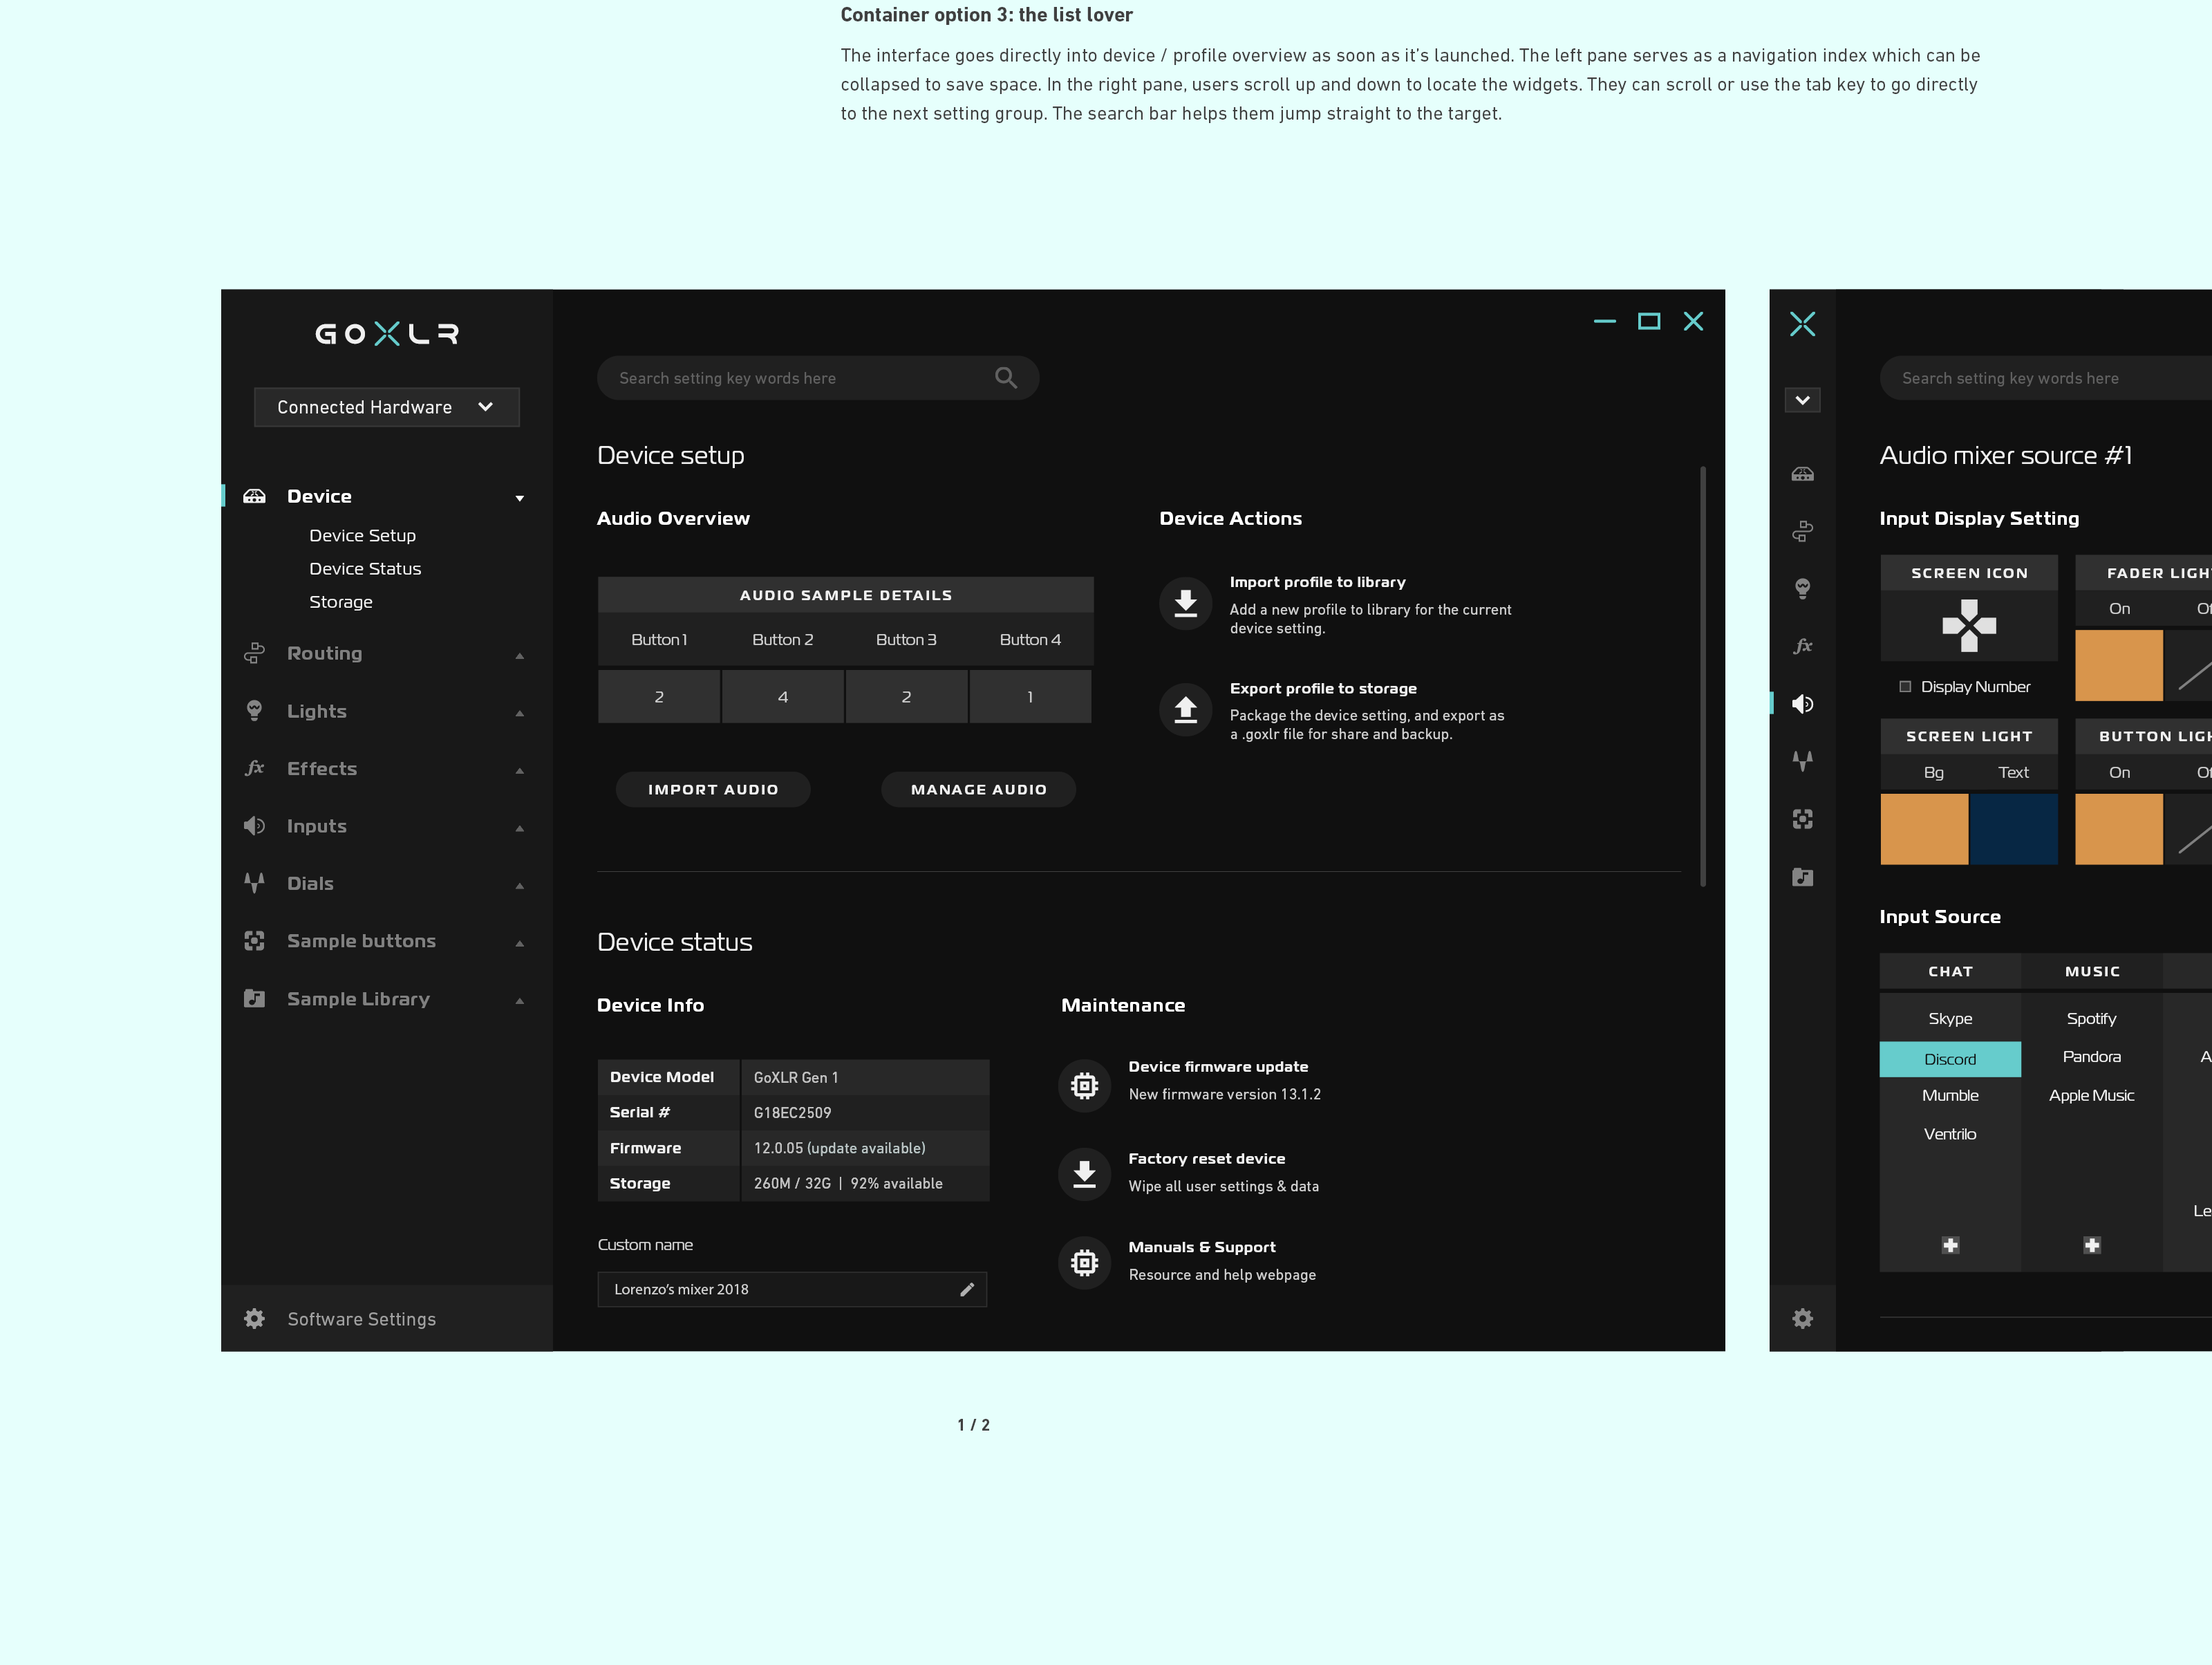 Container option 3: the list lover
The interface goes directly into device / profile overview as soon as it's launched. The left pane serves as a navigation index which can be
collapsed to save space. In the right pane, users scroll up and down to locate the widgets. They can scroll or use the tab key to go directly
to the next setting group. The search bar helps them jump straight to the target.
GOXLR
Connected Hardware
Device
Device Setup
Device Status
Storage
Routing
Lights
fx Effects
Inputs
Dials
Sample buttons
Sample Library
Software Settings
Search setting key words here
Device setup
Audio Overview
AUDIO SAMPLE DETAILS
Button 1 Button 2 Button 3 Button 4
2 4 2 1
IMPORT AUDIO MANAGE AUDIO
Device Actions
Import profile to library
Add a new profile to library for the current
device setting.
Export profile to storage
Package the device setting, and export as
a .goxlr file for share and backup.
Device status
Device Info
Device Model GoXLR Gen 1
Serial # G18EC2509
Firmware 12.0.05 (update available)
Storage 260M / 32G | 92% available
Custom name
Lorenzo's mixer 2018
Maintenance
Device firmware update
New firmware version 13.1.2
Factory reset device
Wipe all user settings & data
Manuals & Support
Resource and help webpage
fx
Search setting key words here
Audio mixer source #1
Input Display Setting
SCREEN ICON
Display Number
FADER LIGH
On
SCREEN LIGHT
Bg Text
BUTTON LIGH
On
Input Source
CHAT MUSIC
Skype Spotify
Discord Pandora
Mumble Apple Music
Ventrilo
1 / 2